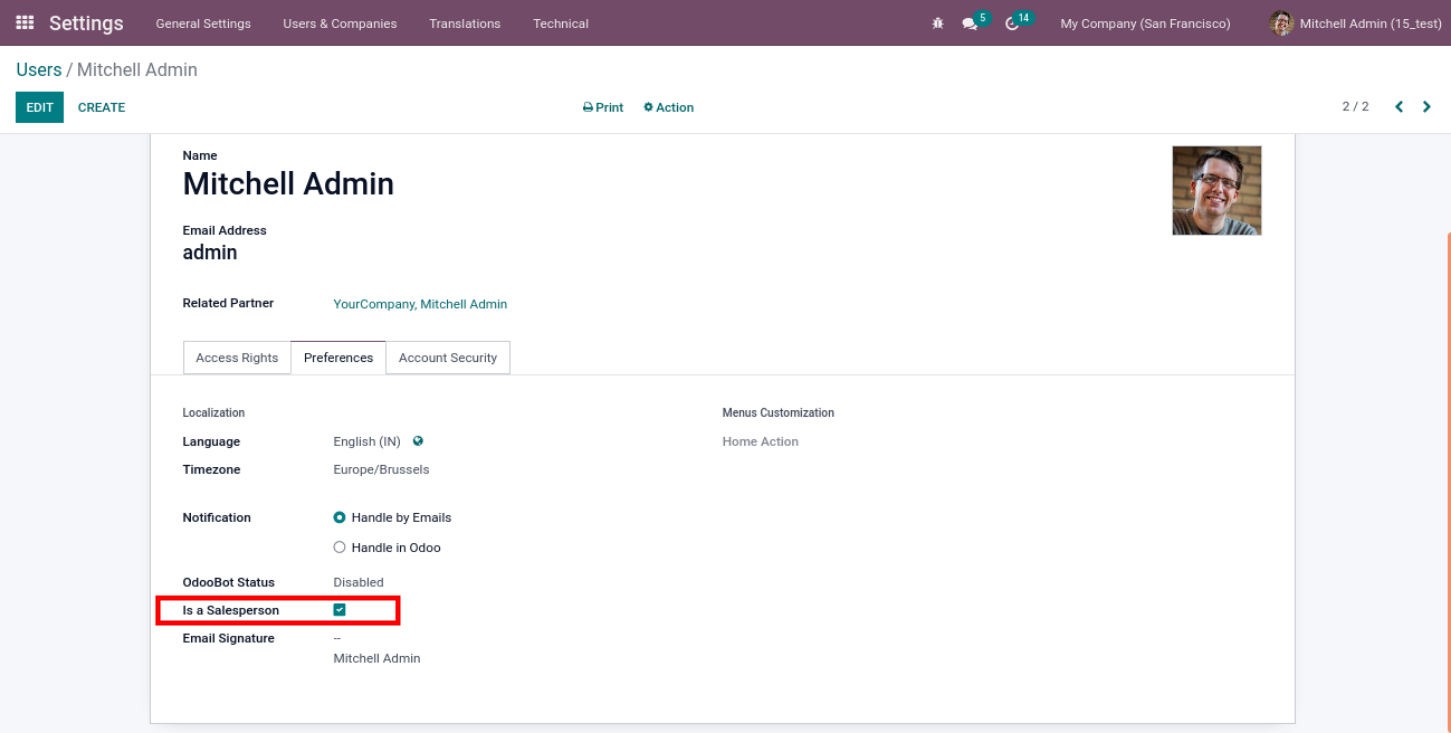 Settings General Settings Users & Companies Translations Technical 5 14 My Company (San Francisco) Mitchell Admin (15_test)
Users / Mitchell Admin
EDIT CREATE Print Action 2 / 2
Name
Mitchell Admin
Email Address
admin
Related Partner YourCompany, Mitchell Admin
Access Rights Preferences Account Security
Localization Menus Customization
Language English (IN) Home Action
Timezone Europe/Brussels
Notification Handle by Emails
Handle in Odoo
OdooBot Status Disabled
Is a Salesperson
Email Signature --
Mitchell Admin